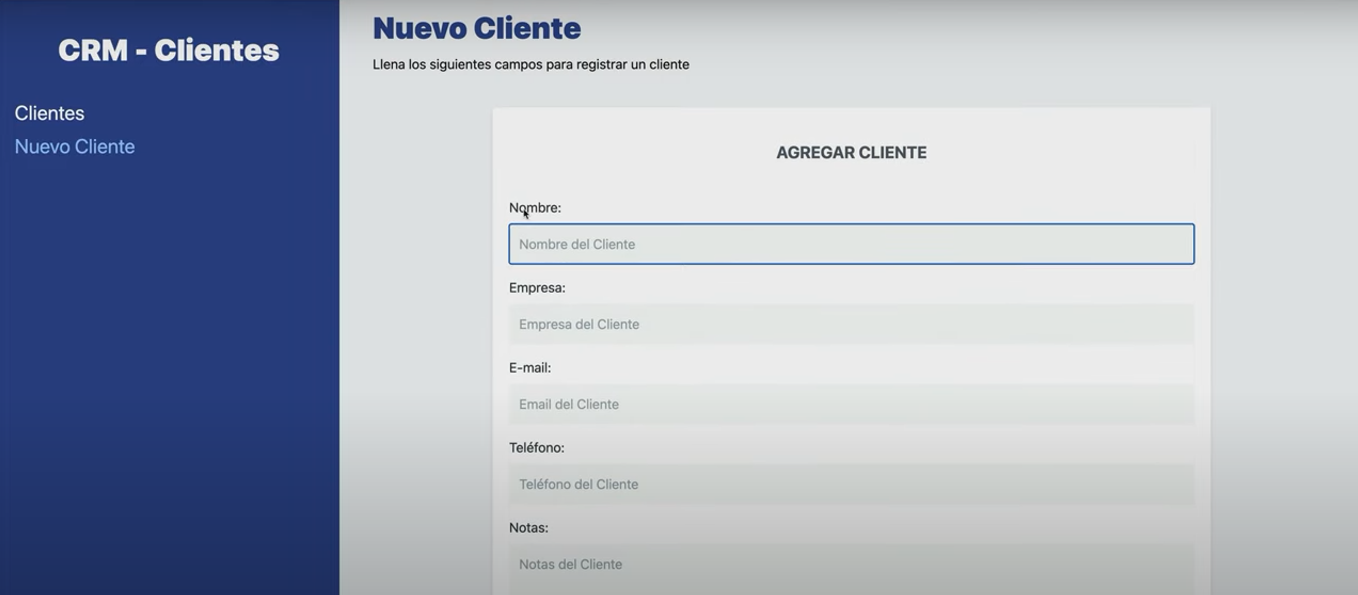 CRM - Clientes
Clientes
Nuevo Cliente
Nuevo Cliente
Llena los siguientes campos para registrar un cliente
AGREGAR CLIENTE
Nombre:
Nombre del Cliente
Empresa:
Empresa del Cliente
E-mail:
Email del Cliente
Teléfono:
Teléfono del Cliente
Notas:
Notas del Cliente